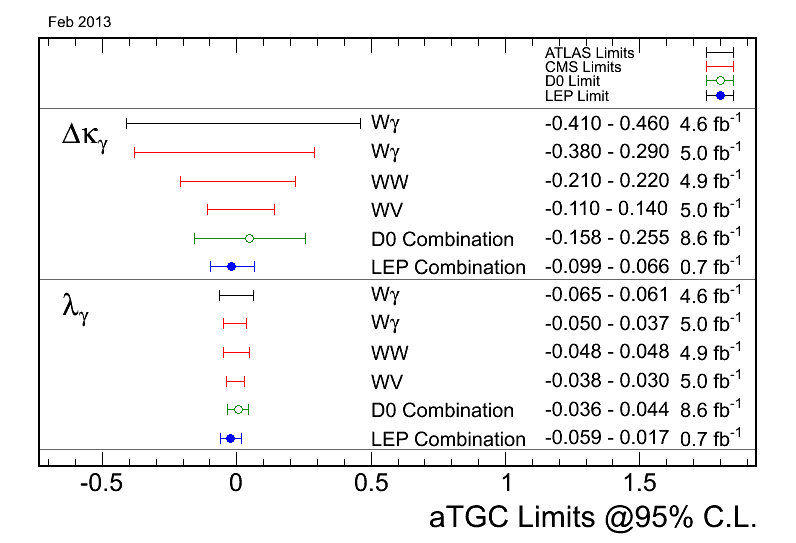 Feb 2013
ATLAS Limits
CMS Limits
D0 Limit
LEP Limit
Δκγ
Wγ -0.410 - 0.460 4.6 fb-1
Wγ -0.380 - 0.290 5.0 fb-1
WW -0.210 - 0.220 4.9 fb-1
WV -0.110 - 0.140 5.0 fb-1
D0 Combination -0.158 - 0.255 8.6 fb-1
LEP Combination -0.099 - 0.066 0.7 fb-1
λγ
Wγ -0.065 - 0.061 4.6 fb-1
Wγ -0.050 - 0.037 5.0 fb-1
WW -0.048 - 0.048 4.9 fb-1
WV -0.038 - 0.030 5.0 fb-1
D0 Combination -0.036 - 0.044 8.6 fb-1
LEP Combination -0.059 - 0.017 0.7 fb-1
-0.5 0 0.5 1 1.5
aTGC Limits @95% C.L.